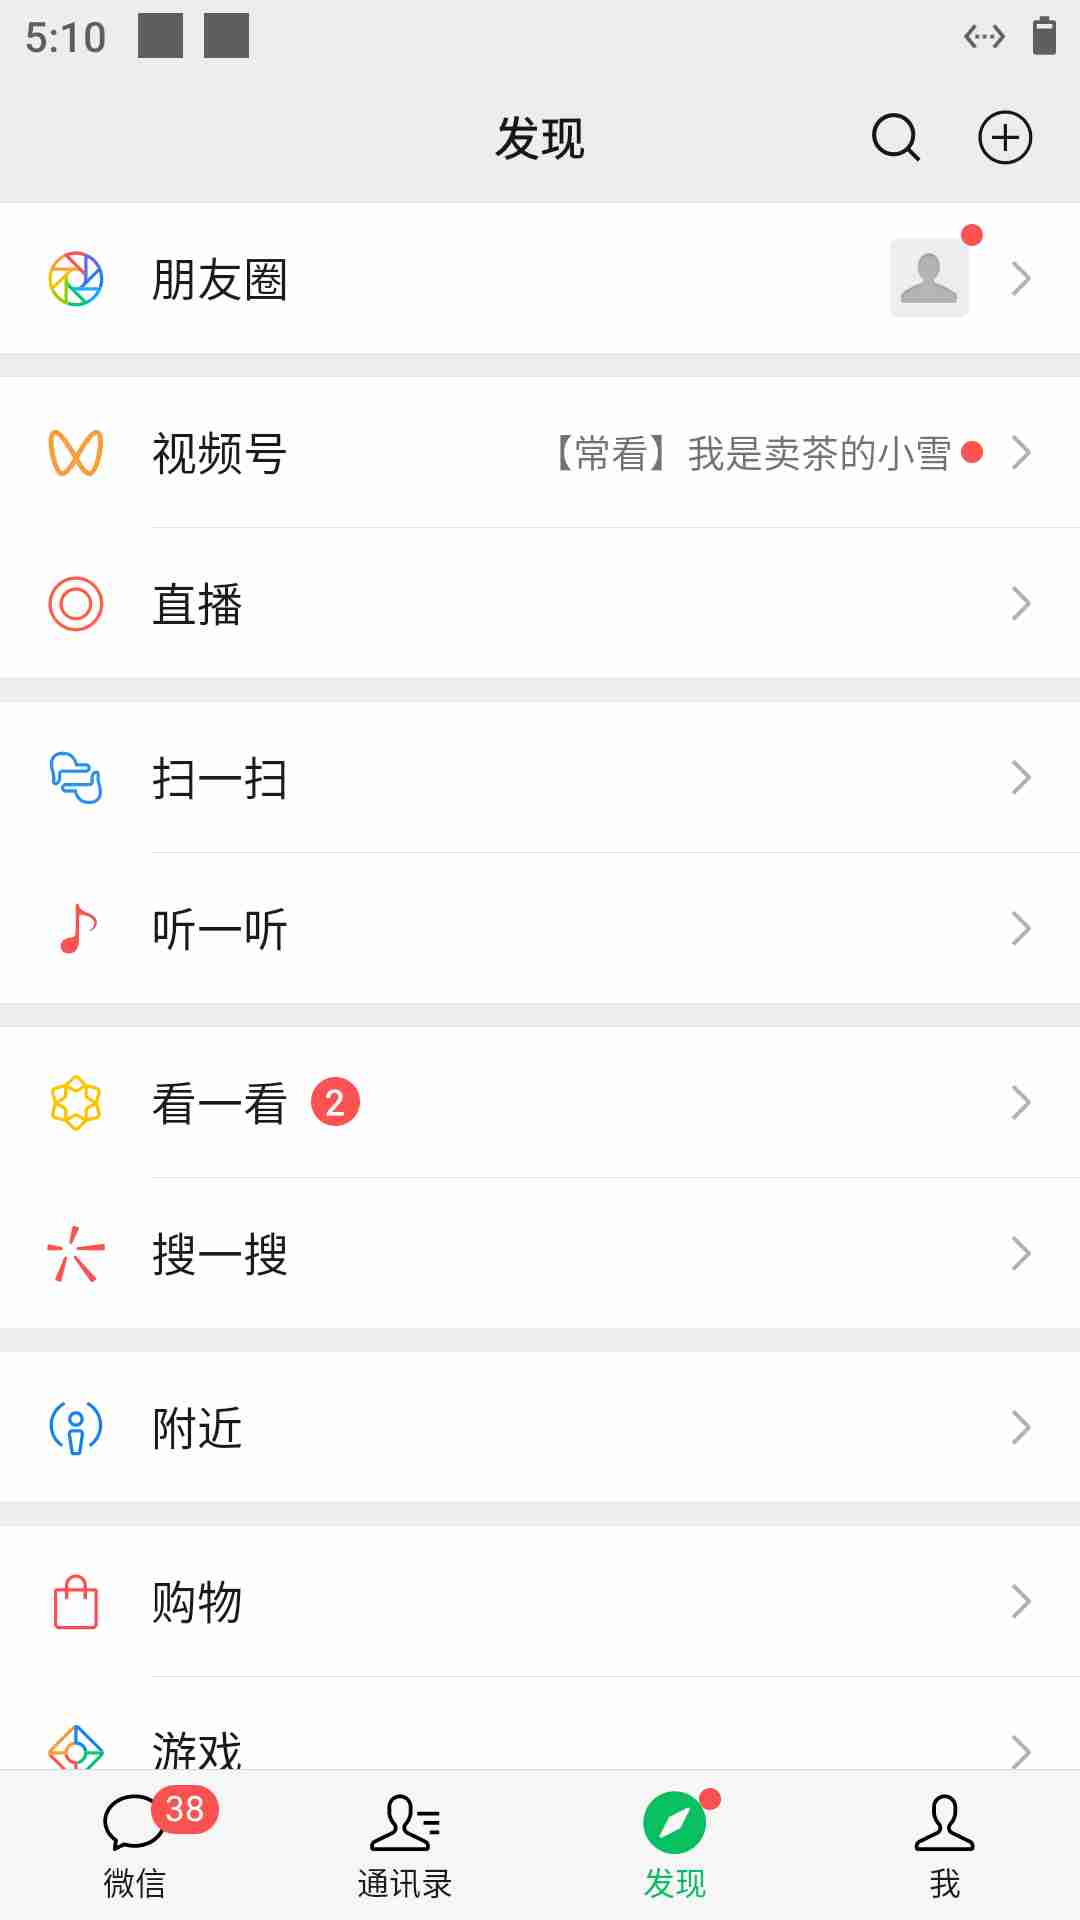 5:10
发现
朋友圈
视频号 【常看】我是卖茶的小雪
直播
扫一扫
听一听
看一看 2
搜一搜
附近
购物
游戏
38
微信 通讯录 发现 我